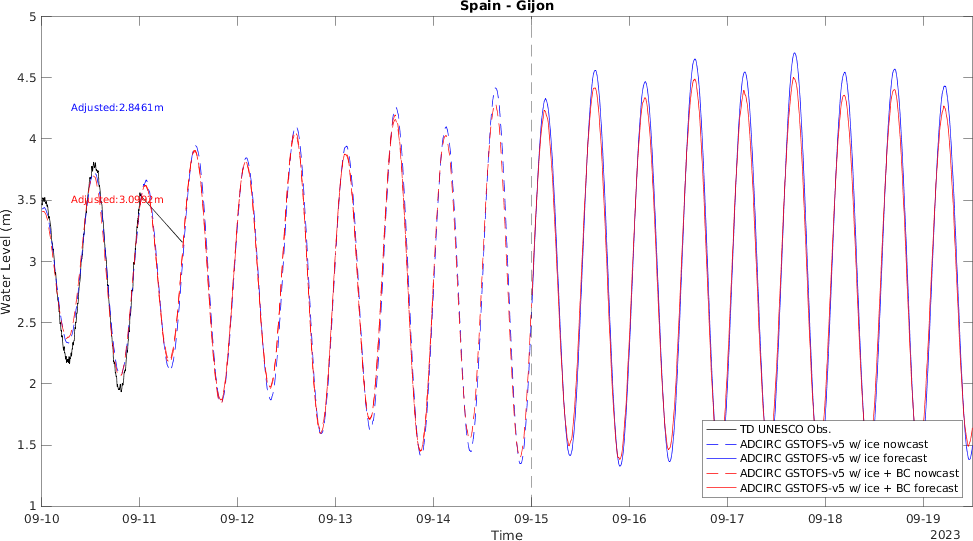 Spain - Gijon
5
4.5
4
3.5
3
2.5
2
1.5
1
Water Level (m)
Adjusted:2.8461m
Adjusted:3.0992m
TD UNESCO Obs.
ADCIRC GSTOFS-v5 w/ ice nowcast
ADCIRC GSTOFS-v5 w/ ice forecast
ADCIRC GSTOFS-v5 w/ ice + BC nowcast
ADCIRC GSTOFS-v5 w/ ice + BC forecast
09-10 09-11 09-12 09-13 09-14 09-15 09-16 09-17 09-18 09-19
Time
2023